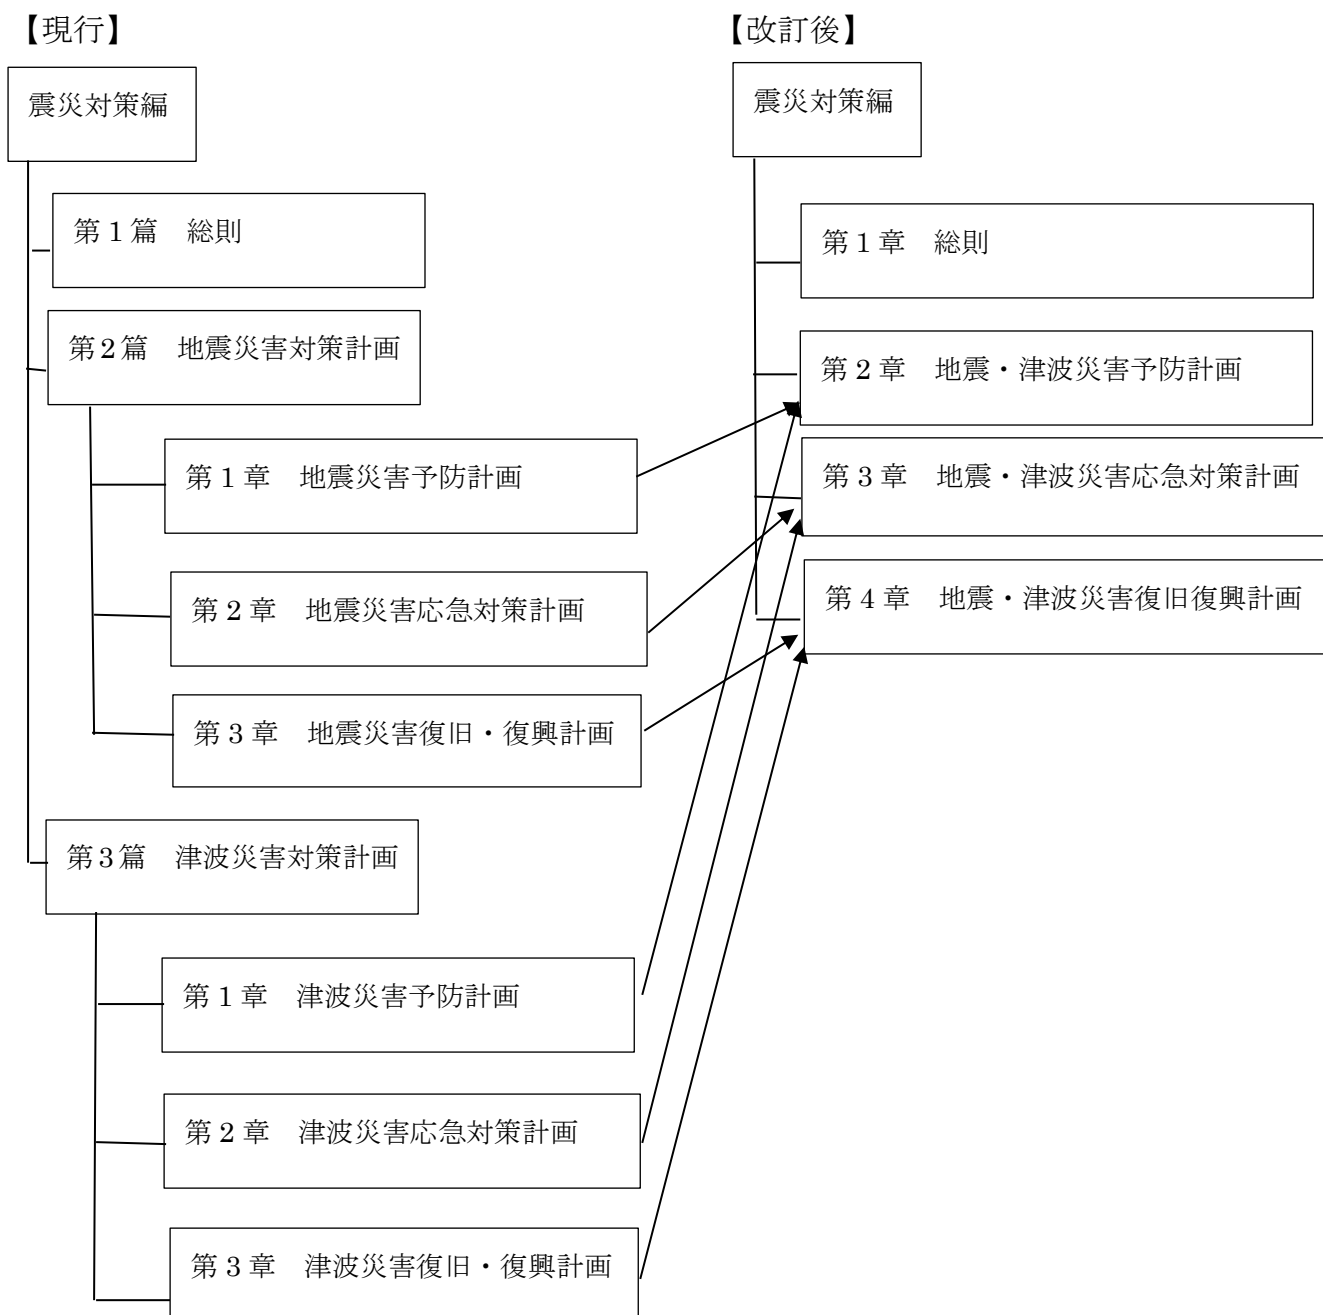 【現行】
震災対策編
第1篇　総則
第2篇　地震災害対策計画
第1章　地震災害予防計画
第2章　地震災害応急対策計画
第3章　地震災害復旧・復興計画
第3篇　津波災害対策計画
第1章　津波災害予防計画
第2章　津波災害応急対策計画
第3章　津波災害復旧・復興計画
【改訂後】
震災対策編
第1章　総則
第2章　地震・津波災害予防計画
第3章　地震・津波災害応急対策計画
第4章　地震・津波災害復旧復興計画